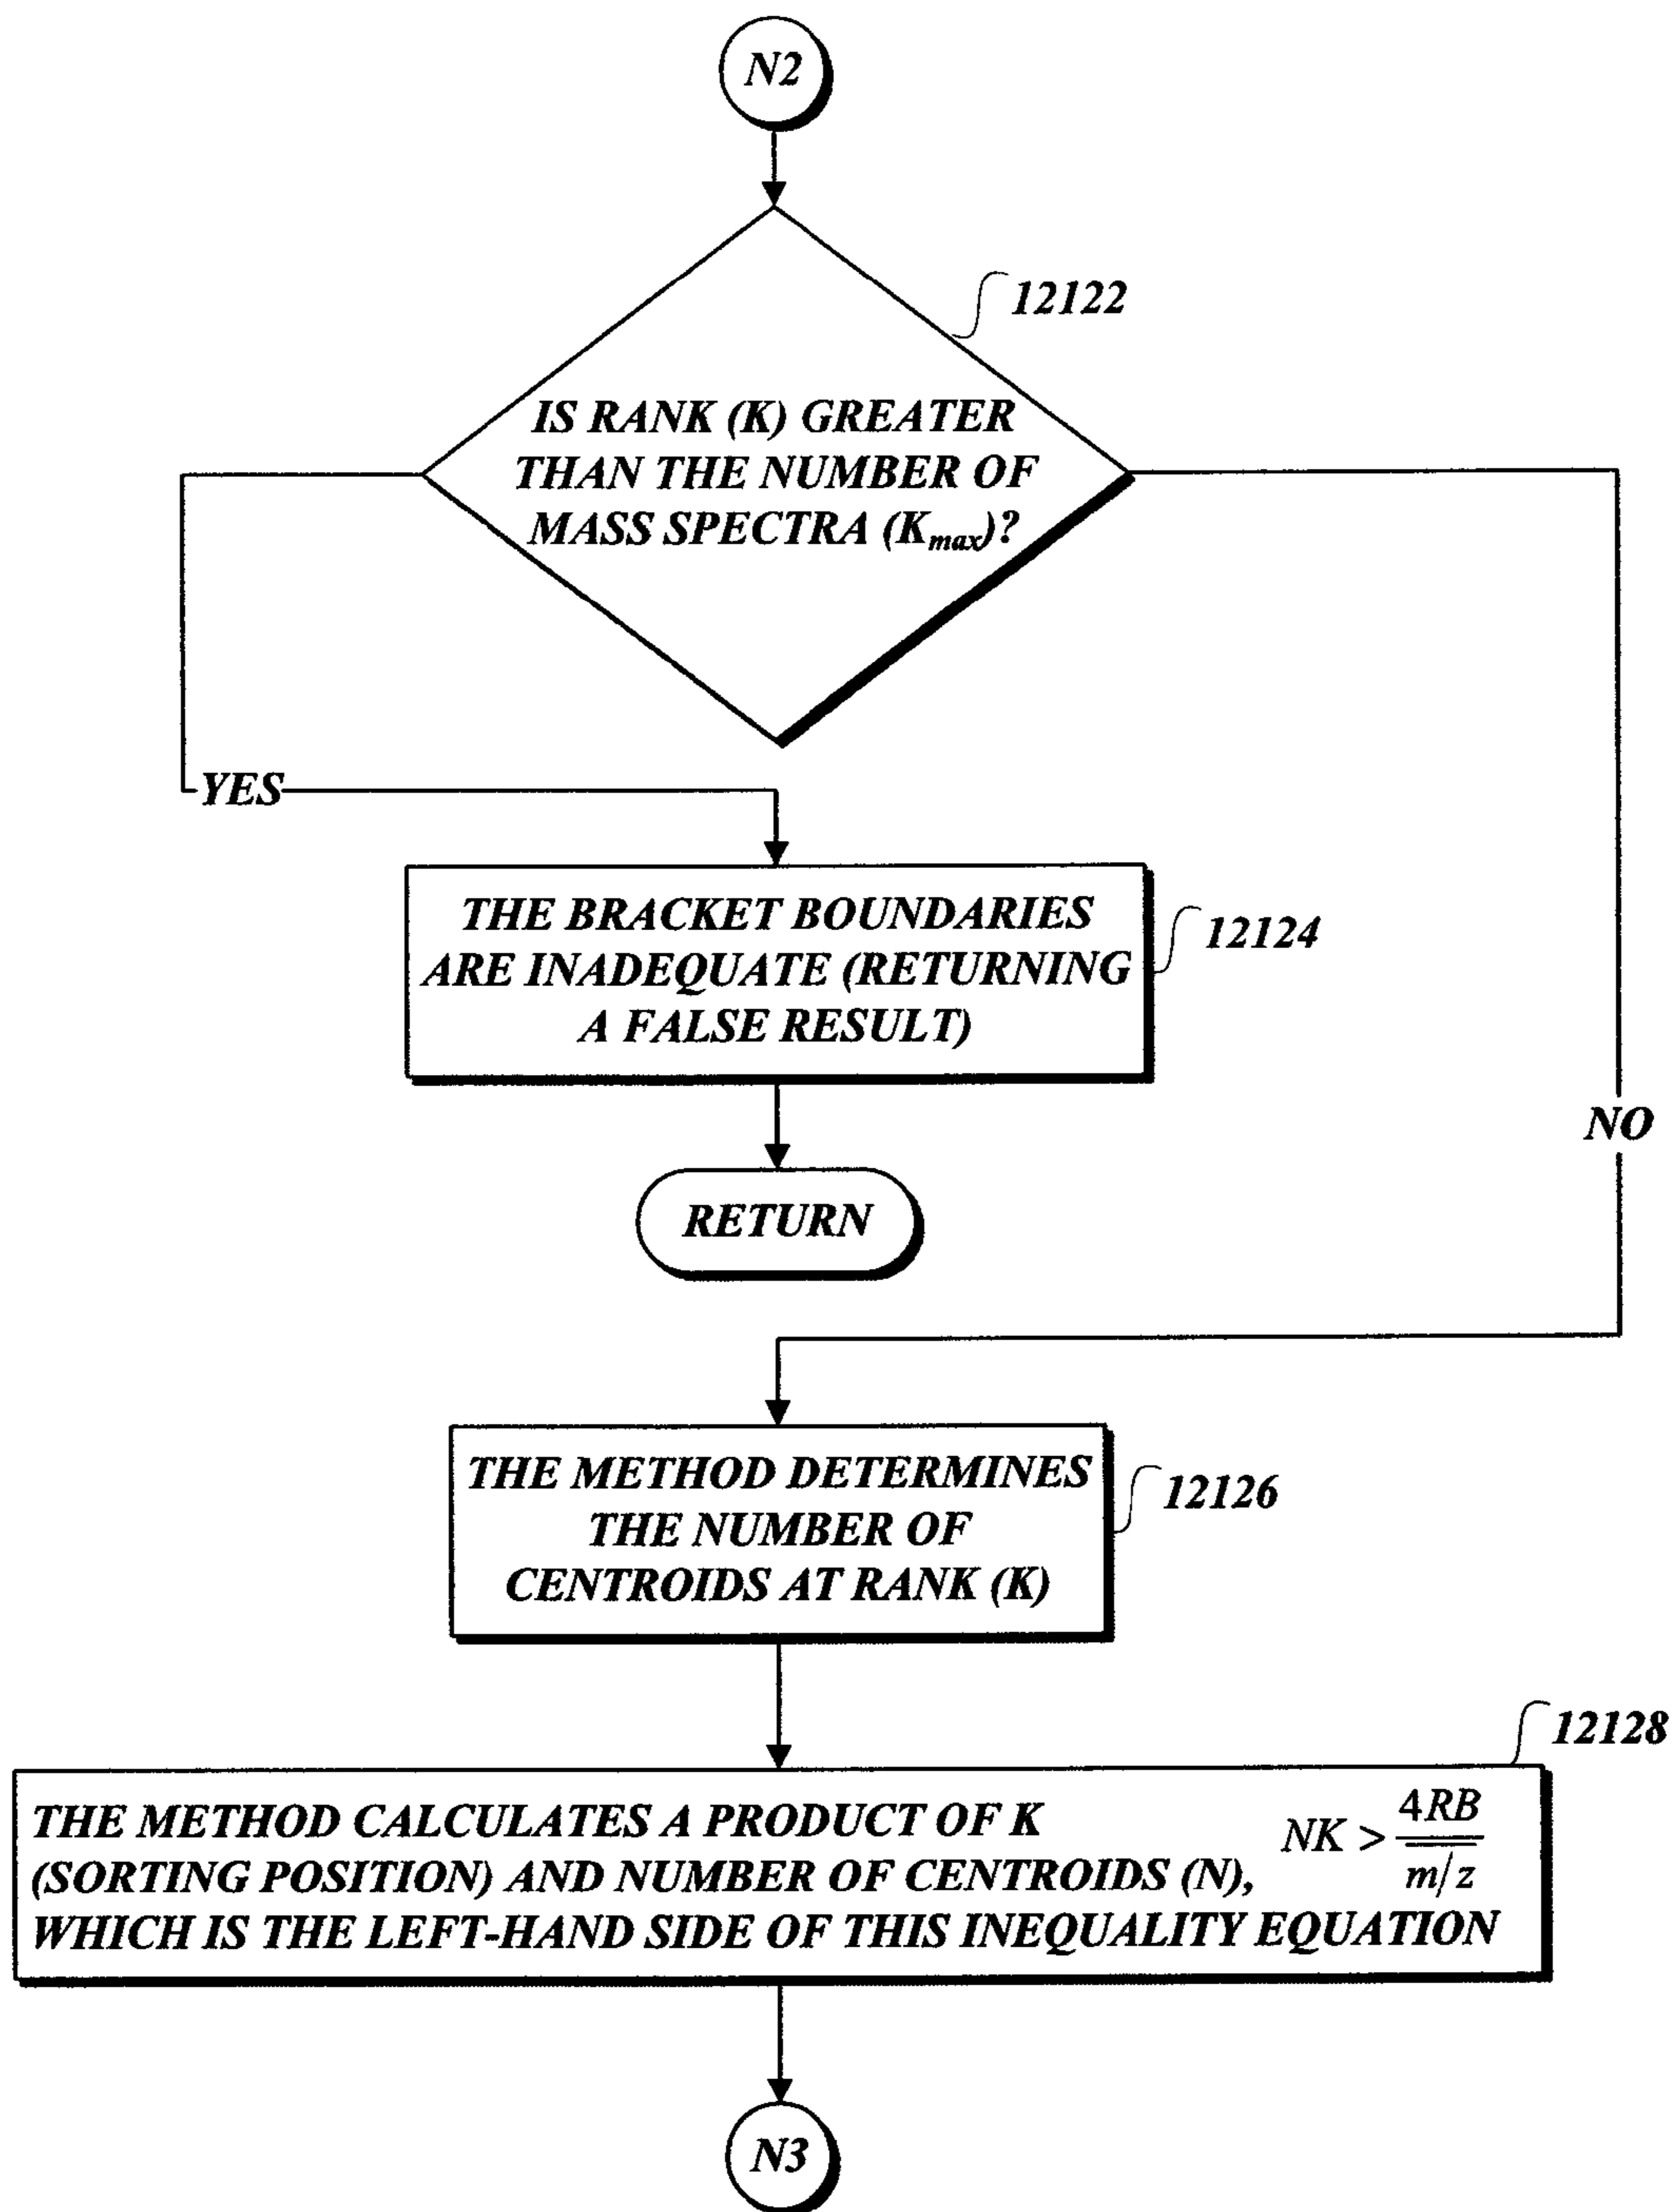 N2
12122
IS RANK (K) GREATER
THAN THE NUMBER OF
MASS SPECTRA (K_max)?
YES
THE BRACKET BOUNDARIES
ARE INADEQUATE (RETURNING
A FALSE RESULT)
12124
NO
RETURN
THE METHOD DETERMINES
THE NUMBER OF
CENTROIDS AT RANK (K)
12126
12128
THE METHOD CALCULATES A PRODUCT OF K
(SORTING POSITION) AND NUMBER OF CENTROIDS (N),
WHICH IS THE LEFT-HAND SIDE OF THIS INEQUALITY EQUATION
NK > 4RB / m/z
N3